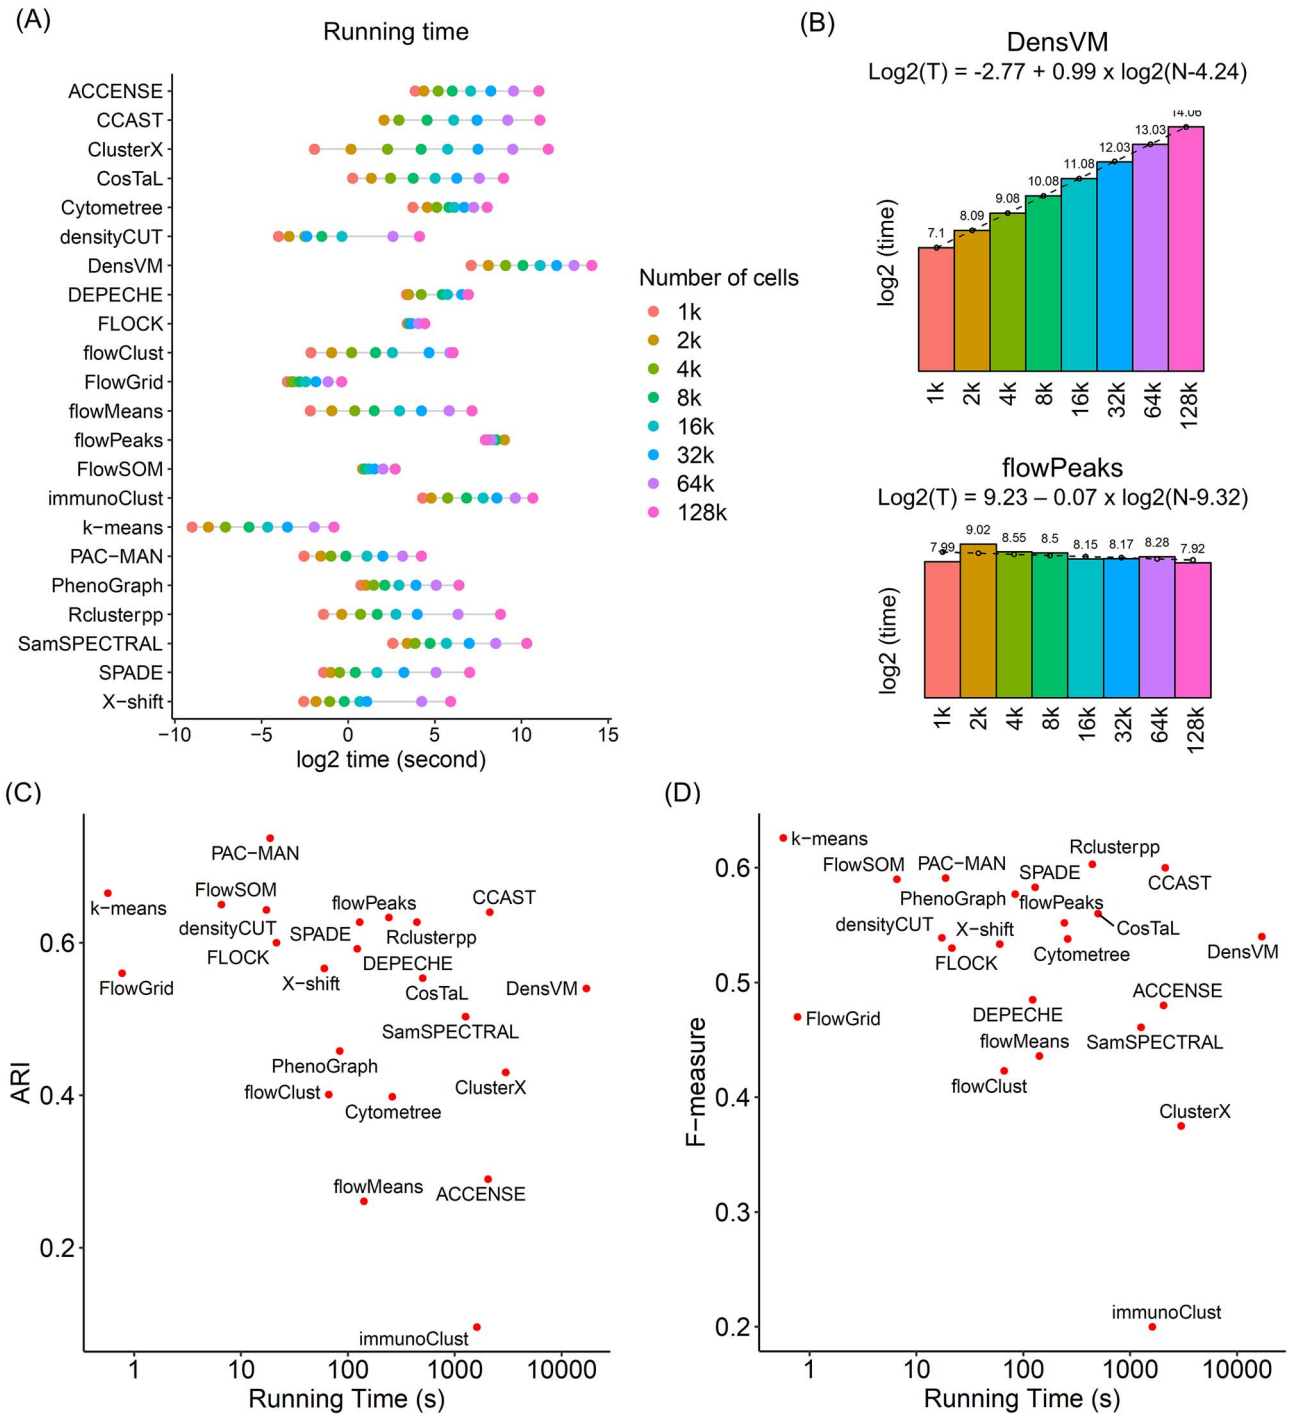 (A)
Running time
ACCENSE
CCAST
ClusterX
CosTaL
Cytometree
densityCUT
DensVM
DEPECHE
FLOCK
flowClust
FlowGrid
flowMeans
flowPeaks
FlowSOM
immunoClust
k−means
PAC−MAN
PhenoGraph
Rclusterpp
SamSPECTRAL
SPADE
X−shift
−10 −5 0 5 10 15
log2 time (second)
Number of cells
1k
2k
4k
8k
16k
32k
64k
128k
(B)
DensVM
Log2(T) = -2.77 + 0.99 x log2(N-4.24)
log2 (time)
7.1 8.09 9.08 10.08 11.08 12.03 13.03 14.06
1k 2k 4k 8k 16k 32k 64k 128k
flowPeaks
Log2(T) = 9.23 – 0.07 x log2(N-9.32)
log2 (time)
7.99 9.02 8.55 8.5 8.15 8.17 8.28 7.92
1k 2k 4k 8k 16k 32k 64k 128k
(C)
ARI
0.6
0.4
0.2
PAC−MAN
k−means
FlowSOM
densityCUT
FLOCK
FlowGrid
flowPeaks
SPADE
Rclusterpp
CCAST
DEPECHE
X−shift
CosTaL
DensVM
SamSPECTRAL
PhenoGraph
flowClust
Cytometree
ClusterX
flowMeans
ACCENSE
immunoClust
1 10 100 1000 10000
Running Time (s)
(D)
F−measure
0.6
0.5
0.4
0.3
0.2
k−means
FlowSOM
PAC−MAN
Rclusterpp
SPADE
CCAST
PhenoGraph
flowPeaks
densityCUT
X−shift
CosTaL
FLOCK
Cytometree
DensVM
FlowGrid
DEPECHE
ACCENSE
flowMeans
SamSPECTRAL
flowClust
ClusterX
immunoClust
1 10 100 1000 10000
Running Time (s)